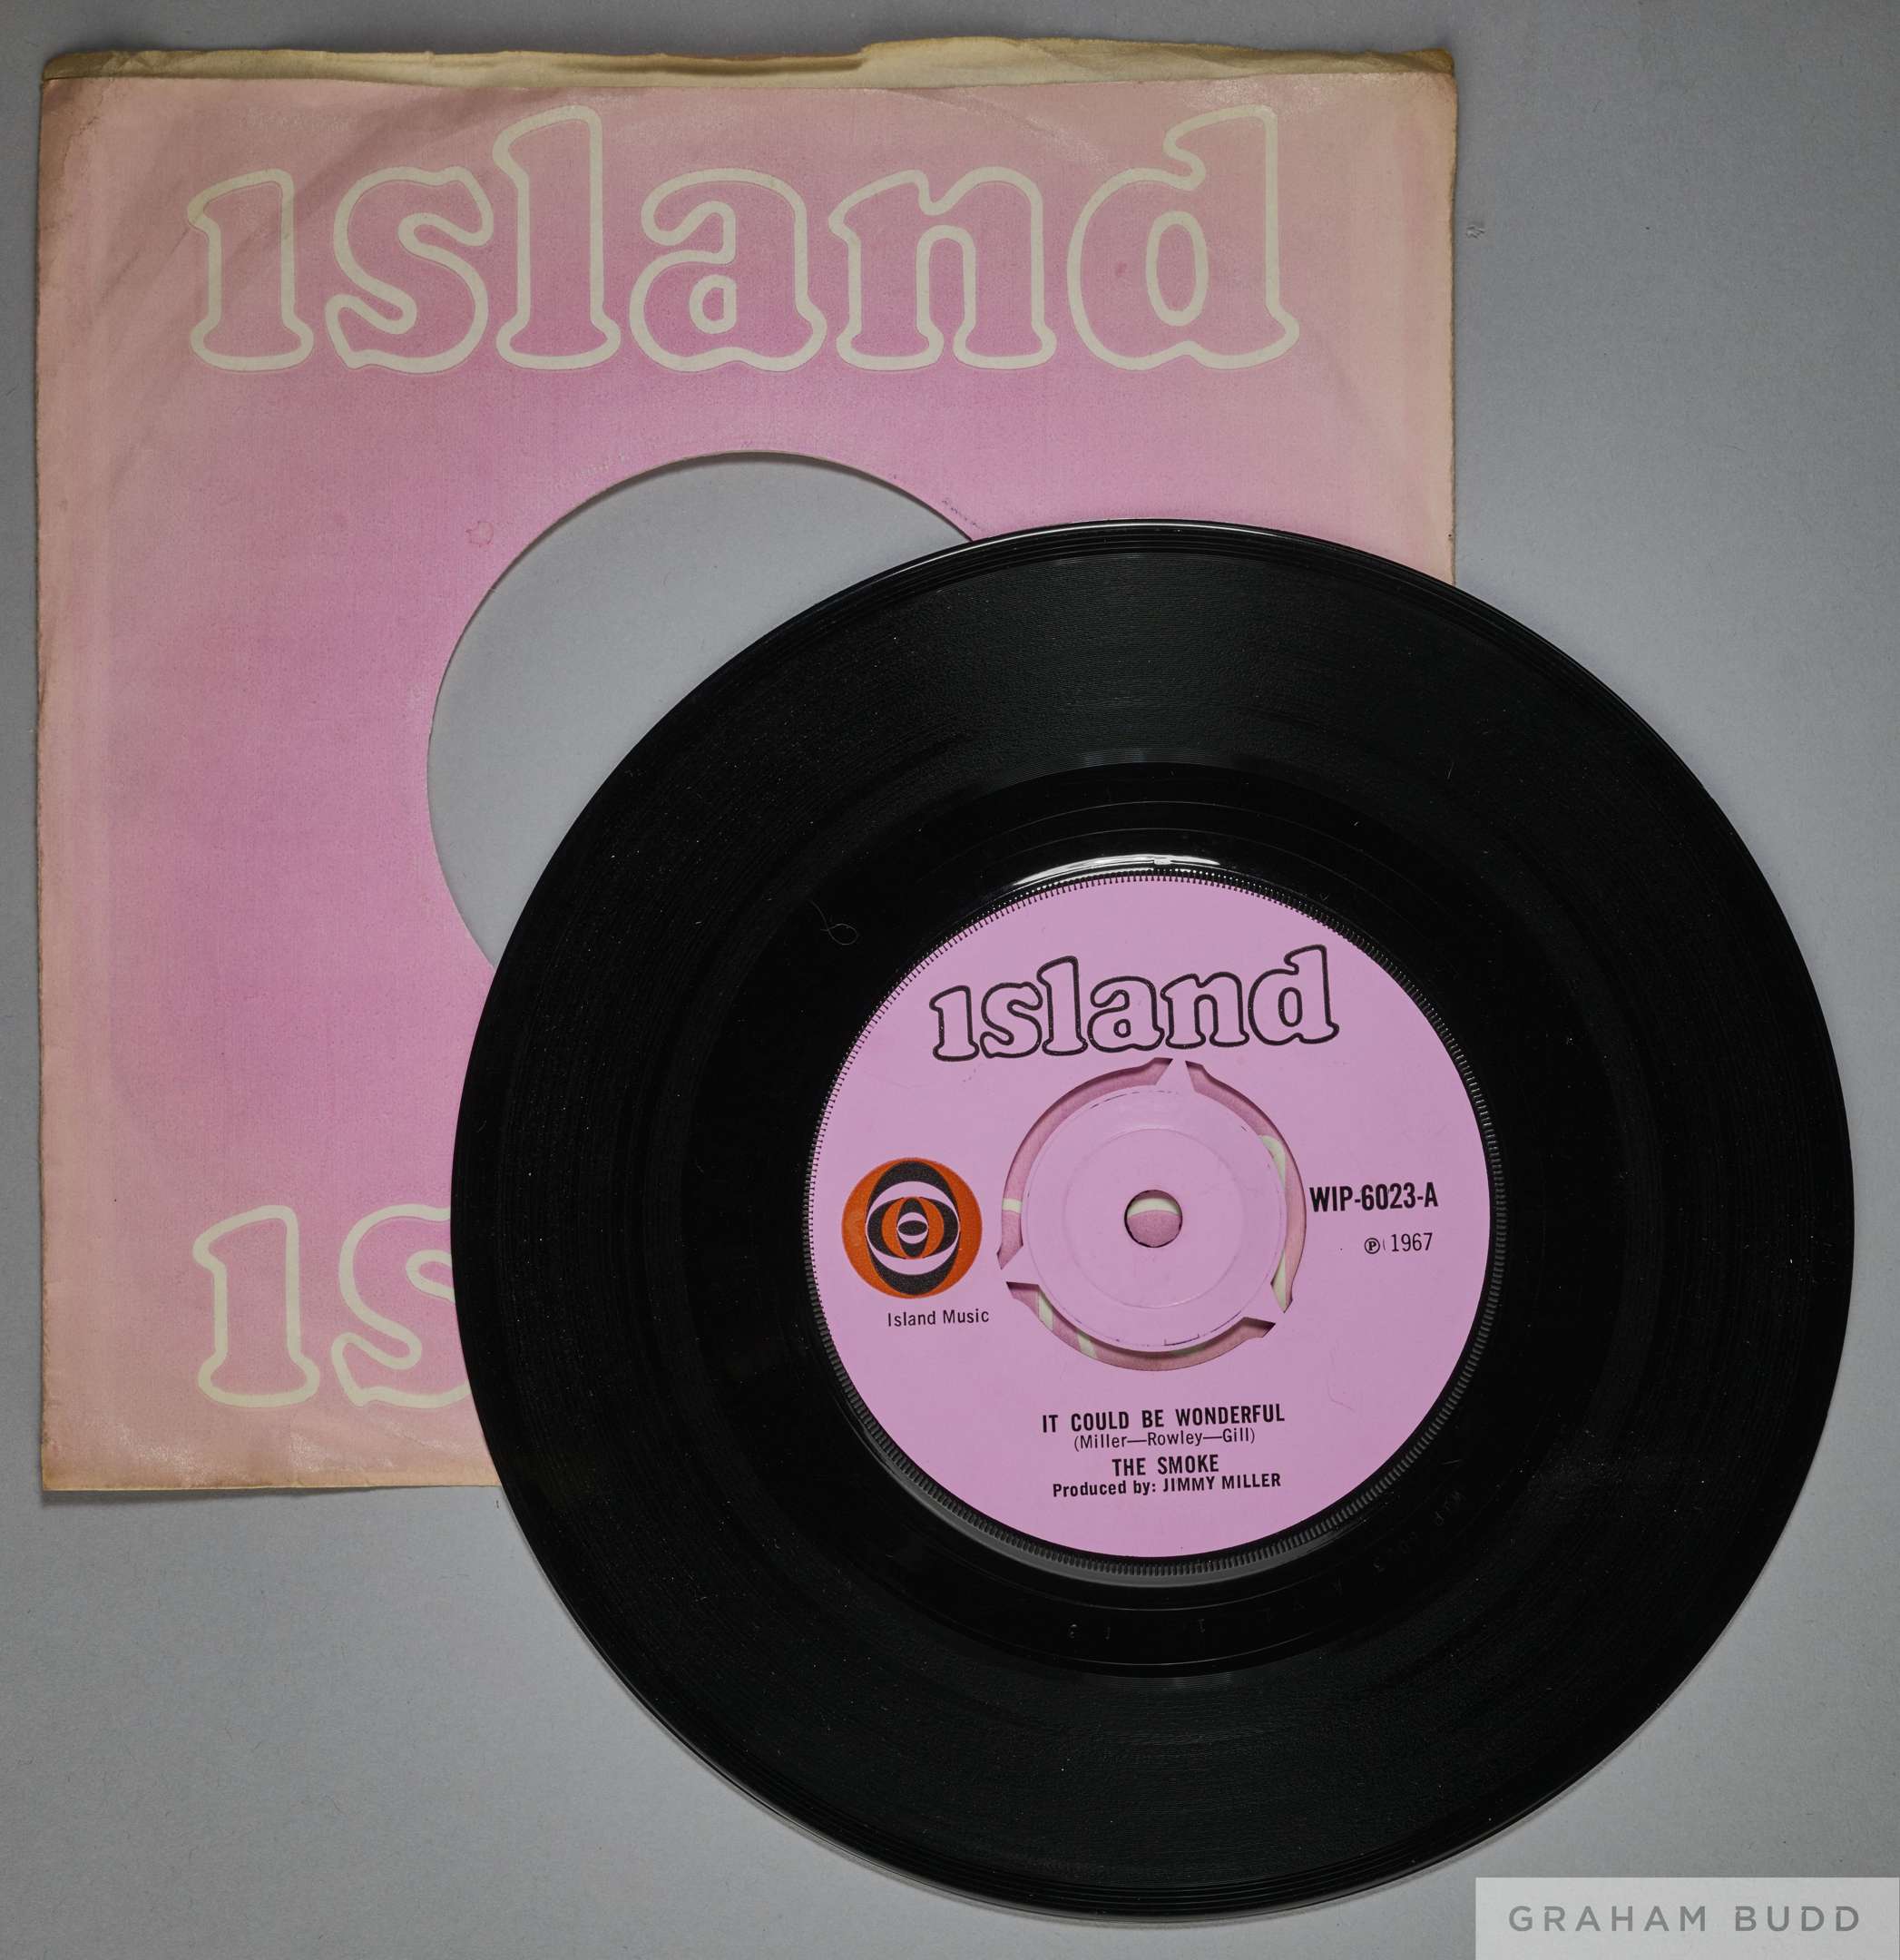 island
is
island
WIP-6023-A
Ⓟ 1967
Island Music
IT COULD BE WONDERFUL
(Miller—Rowley—Gill)
THE SMOKE
Produced by: JIMMY MILLER
GRAHAM BUDD